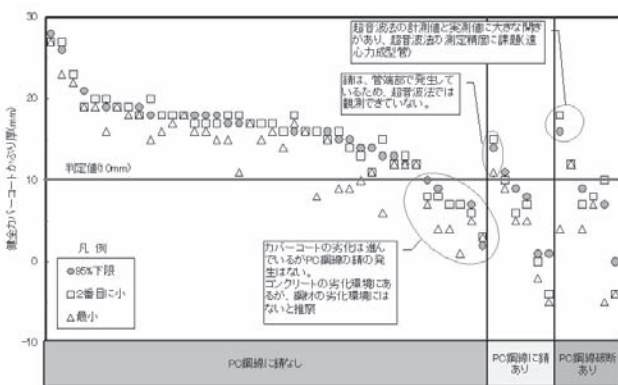 超音波法の計測値と実測値に大きな開き
があり、超音波法の測定精度に課題(遠
心力成型管)
錆は、管端部で発生し
ているため、超音波法では
観測できていない。
健全カバーコートかぶり厚(mm)
30
20
10
0
−10
判定値(10mm)
凡 例
95%下限
2番目に小
最小
カバーコートの劣化は進ん
でいるがPC鋼線の錆の発
生はない。
コンクリートの劣化環境にあ
るが、鋼材の劣化環境には
ないと推察
PC鋼線に錆なし
PC鋼線に錆
あり
PC鋼線破断
あり